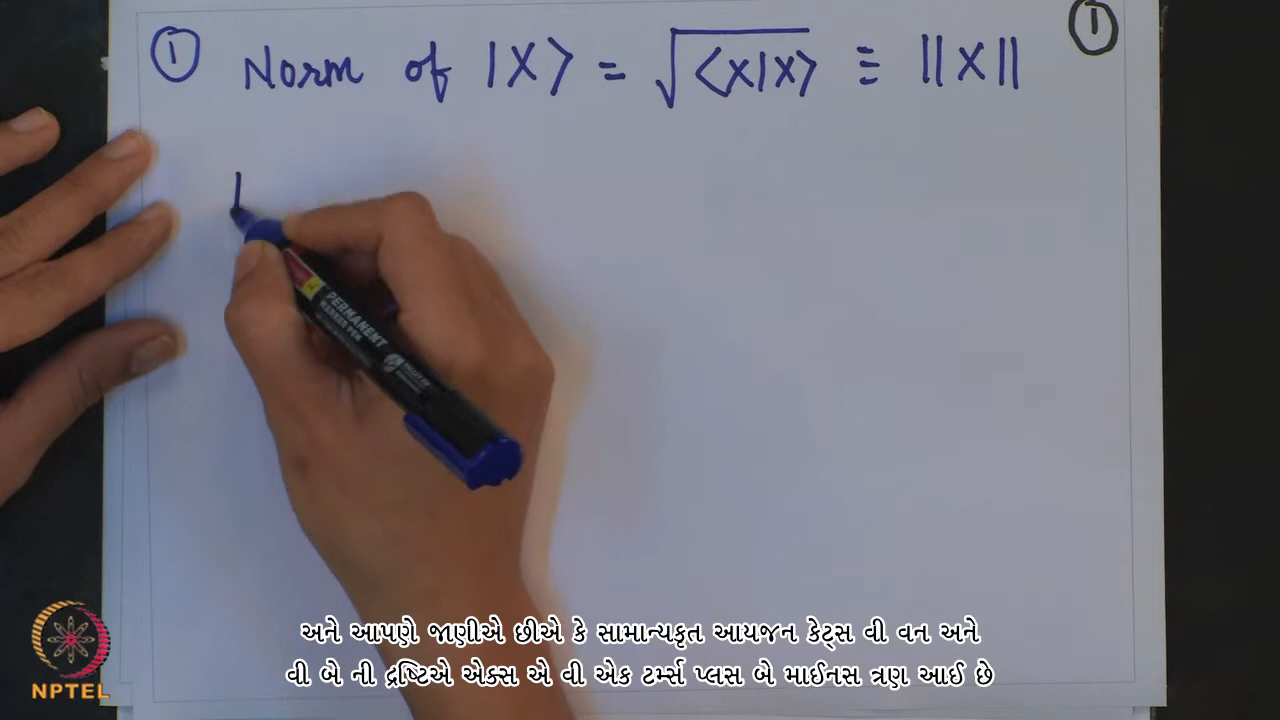 ① Norm of |X⟩ = √⟨X|X⟩ ≡ ||X|| ①
PERMANENT
MARKER PEN
અને આપણે જાણીએ છીએ કે સામાન્યકૃત આયજન કેટ્સ વી વન અને
વી બે ની દ્રષ્ટિએ એક્સ એ વી એક ટર્મ્સ પ્લસ બે માઈનસ ત્રણ આઈ છે
NPTEL